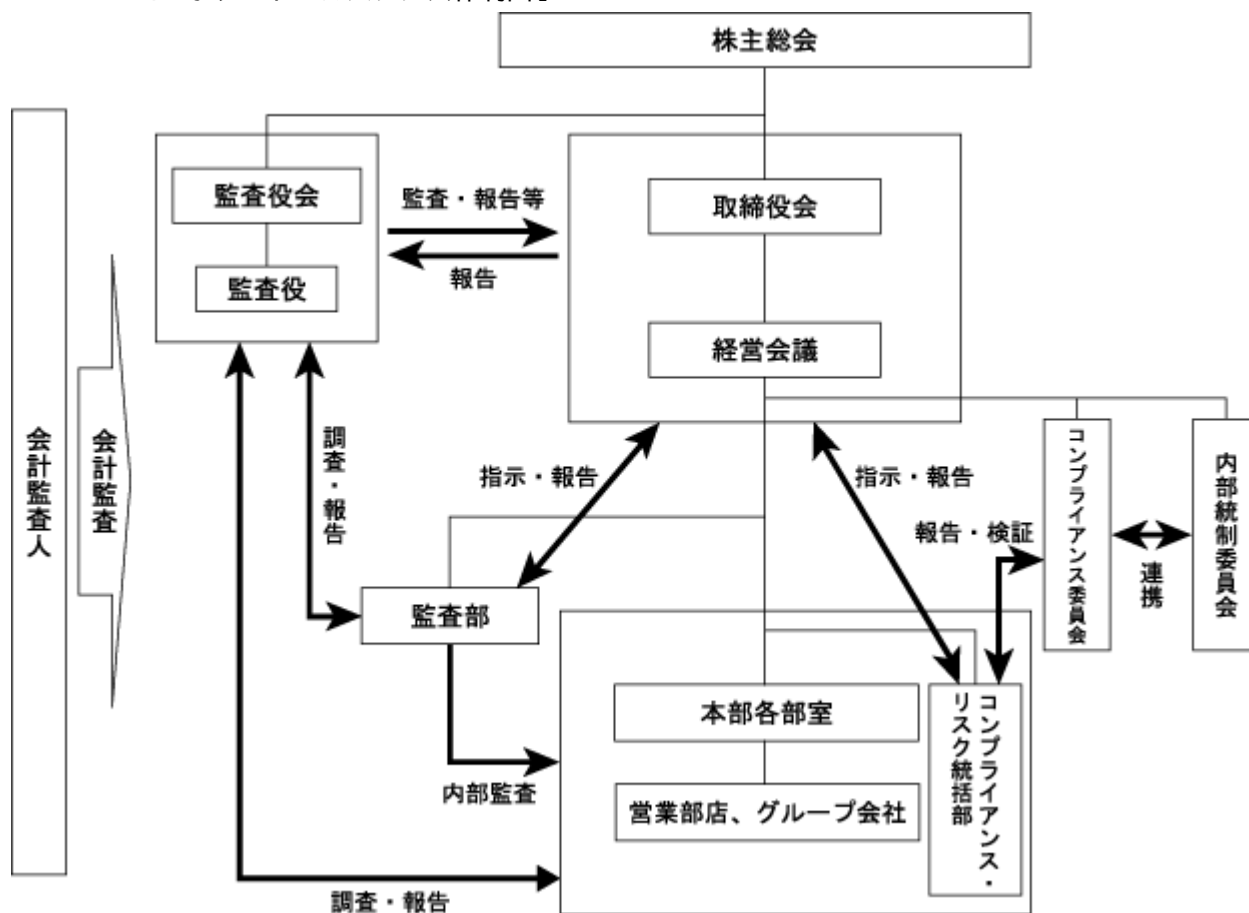 株主総会
監査役会
監査役
監査・報告等
報告
取締役会
経営会議
会計監査人
会計監査
調査・報告
指示・報告
指示・報告
報告・検証
コンプライアンス委員会
連携
内部統制委員会
監査部
内部監査
本部各部室
営業部店、グループ会社
コンプライアンス・
リスク統括部
調査・報告